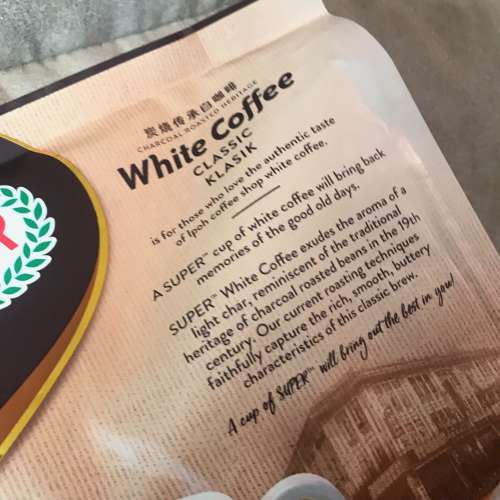 炭燒传承白咖啡
CHARCOAL ROASTED HERITAGE
White Coffee
CLASSIC
KLASIK
is for those who love the authentic taste
of Ipoh coffee shop white coffee.
A SUPER™ cup of white coffee will bring back
memories of the good old days.
SUPER™ White Coffee exudes the aroma of a
light char, reminiscent of the traditional
heritage of charcoal roasted beans in the 19th
century. Our current roasting techniques
faithfully capture the rich, smooth, buttery
characteristics of this classic brew.
A cup of SUPER™ will bring out the best in you!